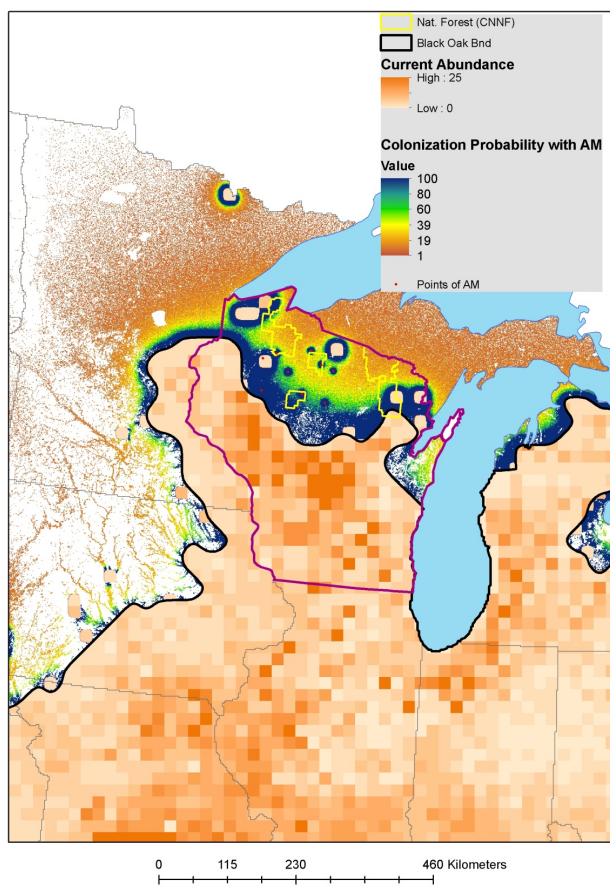 Nat. Forest (CNNF)
Black Oak Bnd
Current Abundance
High : 25
Low : 0
Colonization Probability with AM
Value
100
80
60
39
19
1
Points of AM
0 115 230 460 Kilometers